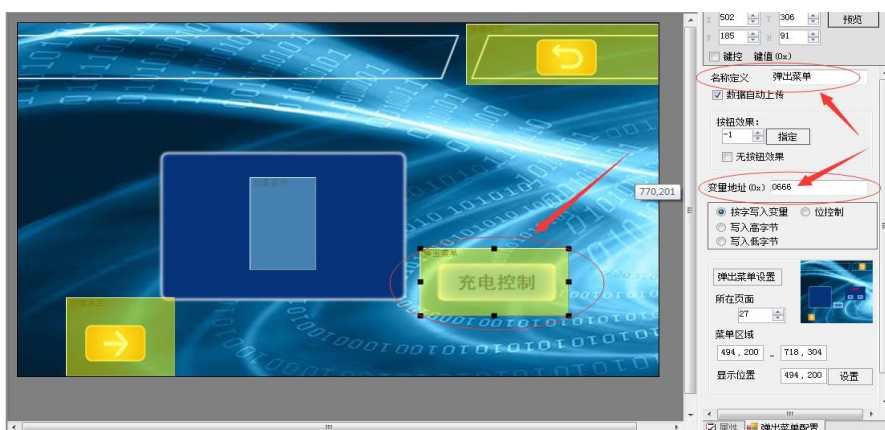 X 502 Y 306 预览
W 185 H 91
键控 键值(0x)
名称定义 弹出菜单
数据自动上传
按钮效果:
-1 指定
无按钮效果
770,201
变量地址(0x) 0666
按字写入变量 位控制
写入高字节
写入低字节
弹出菜单
充电控制
弹出菜单设置
所在页面
27
菜单区域
494 , 200 - 718 , 304
显示位置 494 , 200 设置
属性 弹出菜单配置